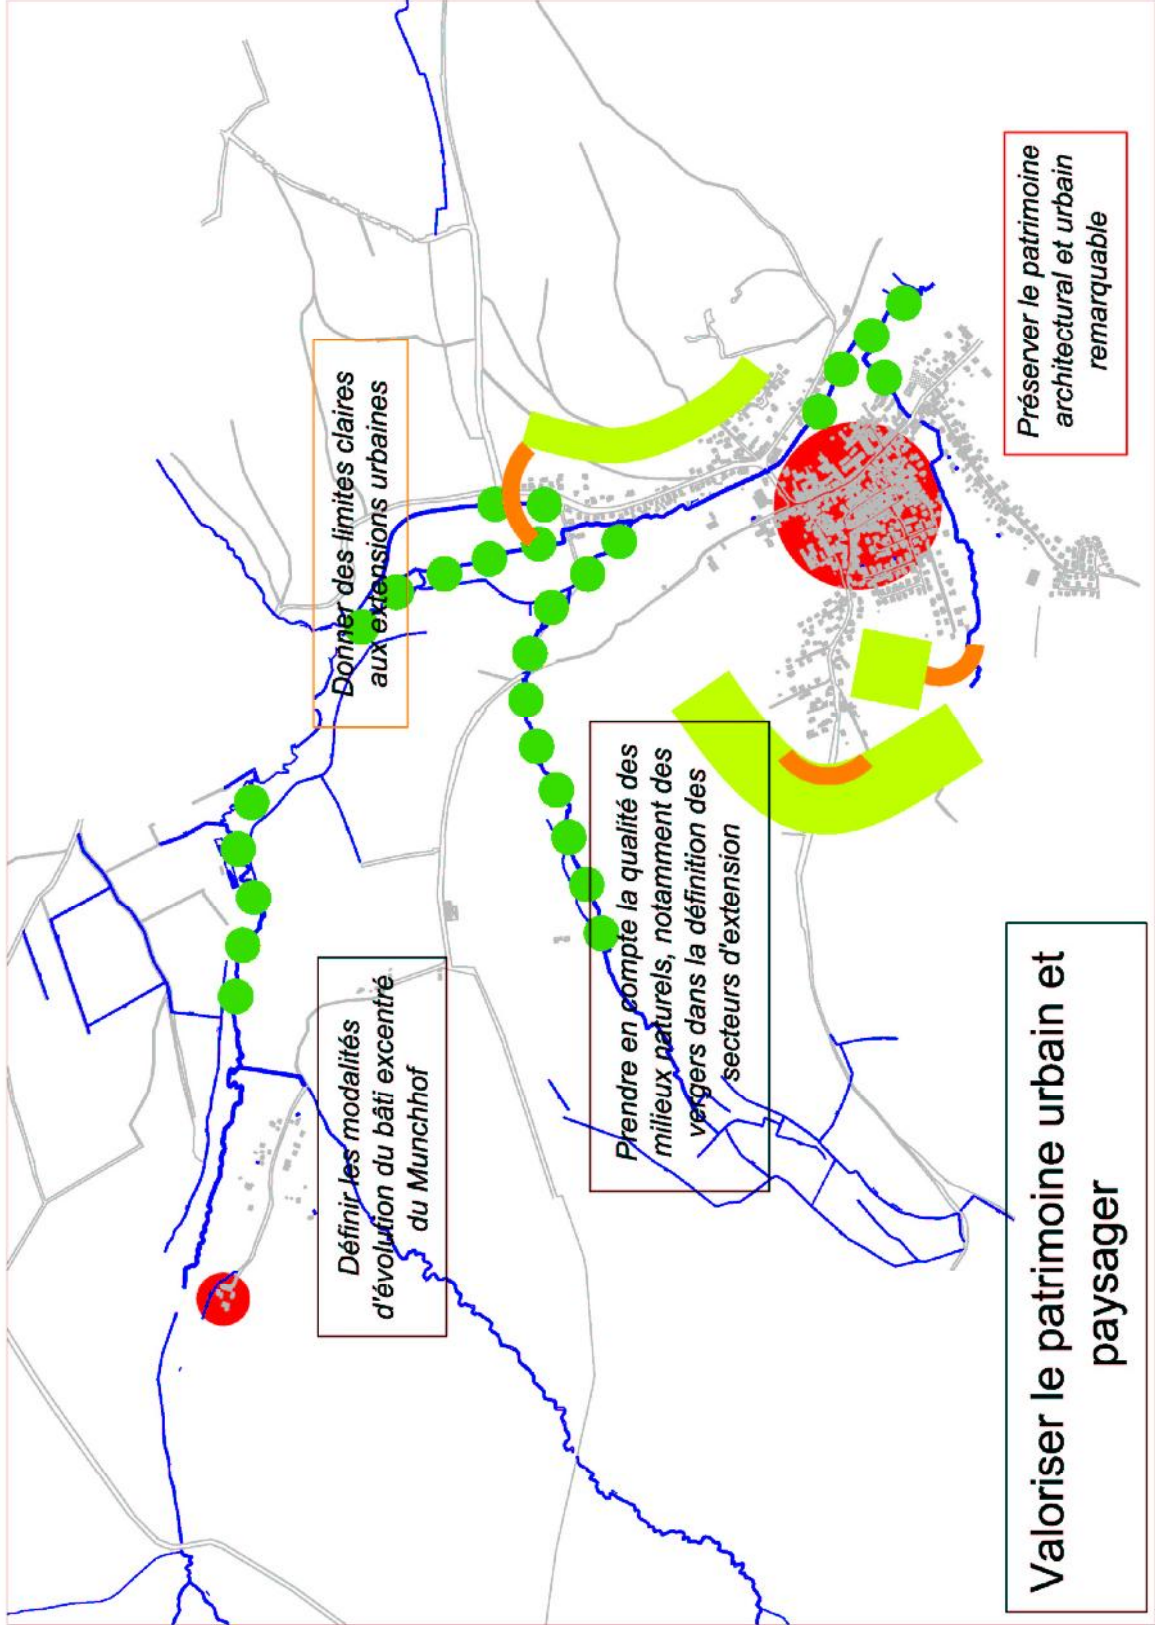 Valoriser le patrimoine urbain et
paysager
Définir les modalités
d'évolution du bâti excentré
du Munchhof
Donner des limites claires
aux extensions urbaines
Prendre en compte la qualité des
milieux naturels, notamment des
vergers dans la définition des
secteurs d'extension
Préserver le patrimoine
architectural et urbain
remarquable